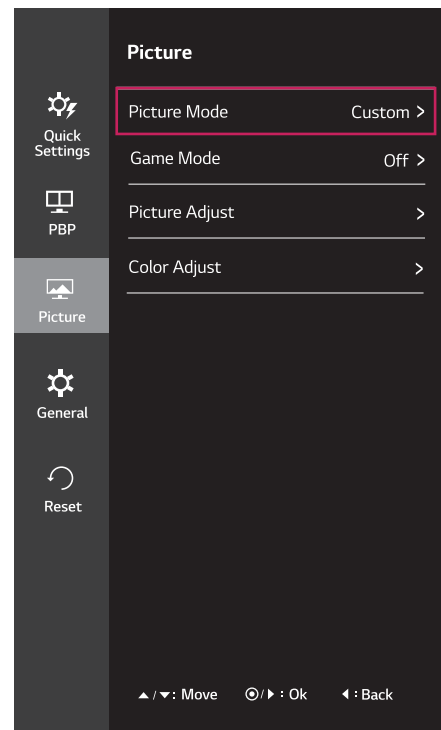 Picture
Quick
Settings
PBP
Picture
General
Reset
Picture Mode Custom >
Game Mode Off >
Picture Adjust >
Color Adjust >
▲/▼: Move ◉/▶ : Ok ◀ : Back